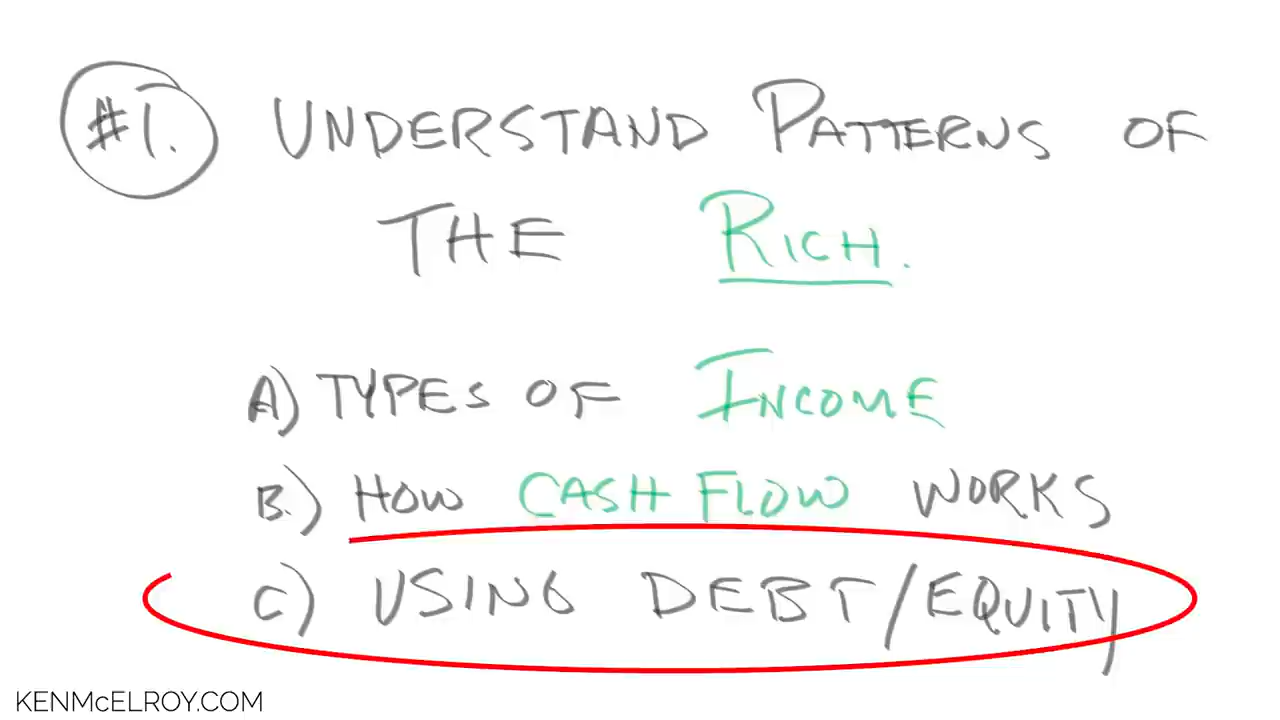 #1. UNDERSTAND PATTERNS OF
THE RICH.
A) TYPES OF INCOME
B.) HOW CASH FLOW WORKS
C) USING DEBT/EQUITY
KENMcELROY.COM